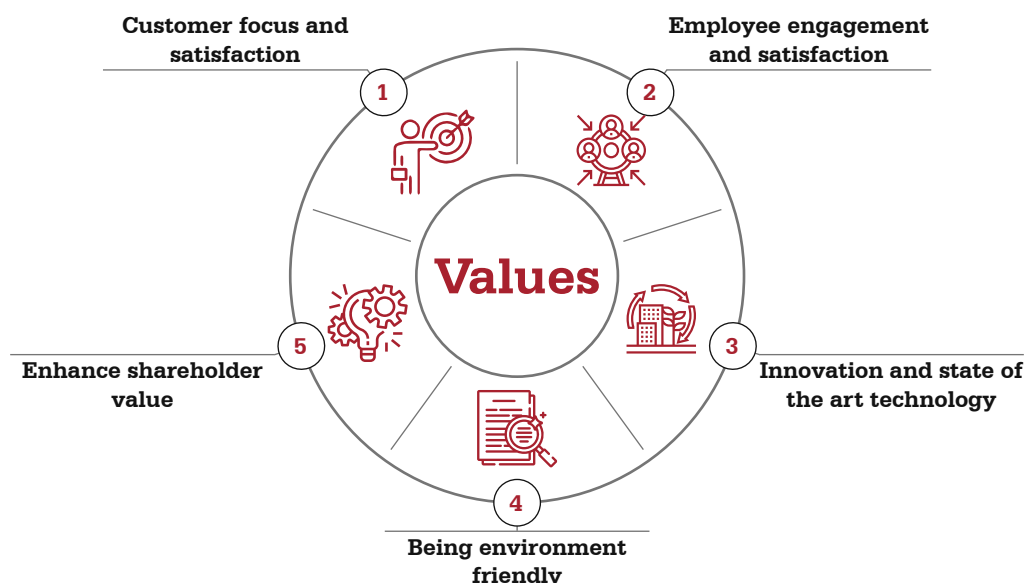 Customer focus and
satisfaction
Employee engagement
and satisfaction
1
2
Values
5
3
Enhance shareholder
value
Innovation and state of
the art technology
4
Being environment
friendly